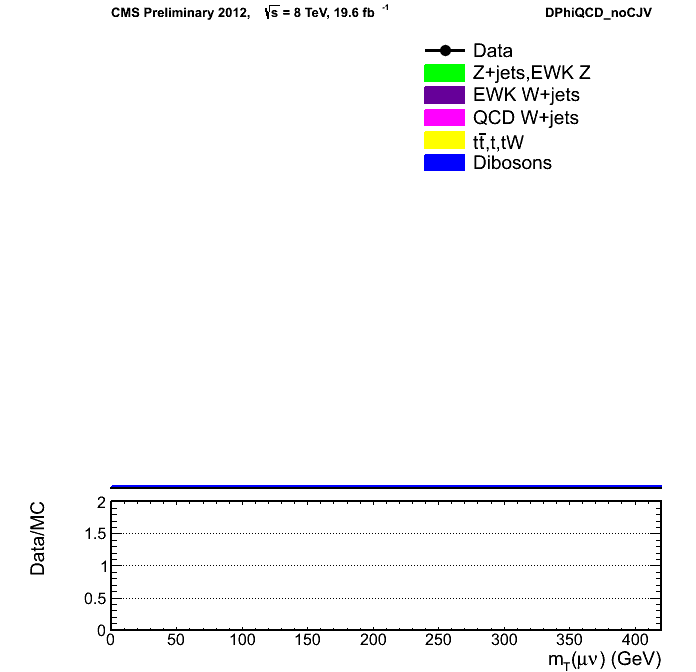 CMS Preliminary 2012, √s = 8 TeV, 19.6 fb⁻¹ DPhiQCD_noCJV
Data
Z+jets,EWK Z
EWK W+jets
QCD W+jets
tt̅,t,tW
Dibosons
Data/MC
2
1.5
1
0.5
0
0 50 100 150 200 250 300 350 400
m_T(μν) (GeV)